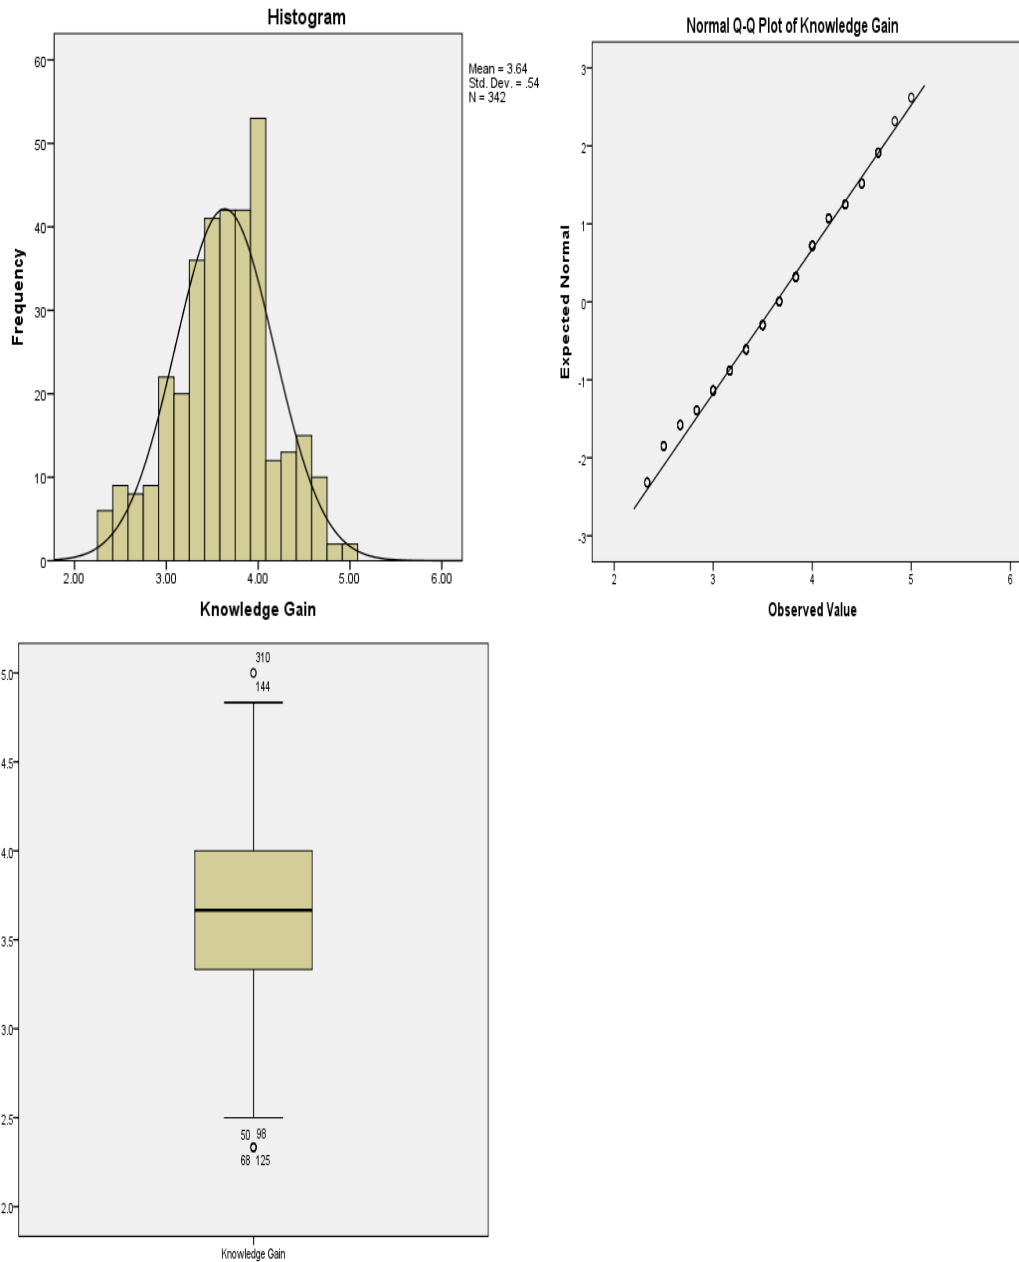 Histogram
60
50
40
30
20
10
0
Frequency
2.00 3.00 4.00 5.00 6.00
Knowledge Gain
Mean = 3.64
Std. Dev. = .54
N = 342
Normal Q-Q Plot of Knowledge Gain
3
2
1
0
-1
-2
-3
Expected Normal
2 3 4 5 6
Observed Value
5.0
4.5
4.0
3.5
3.0
2.5
2.0
310
144
50 98
68 125
Knowledge Gain